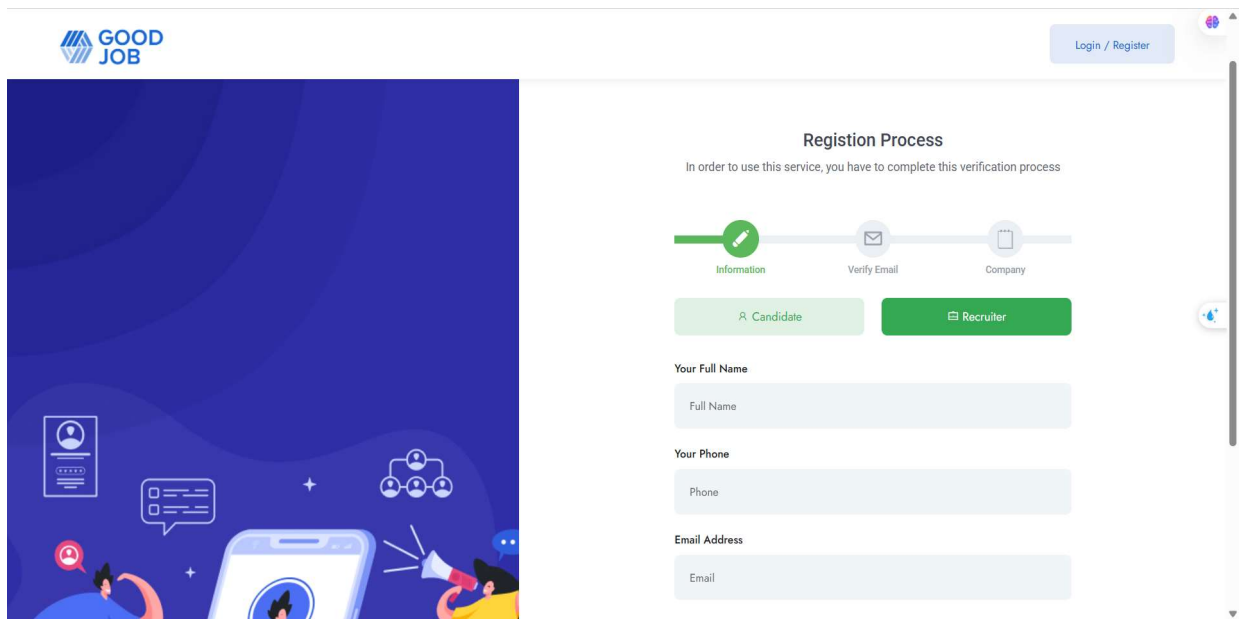 GOOD
JOB
Login / Register
Registion Process
In order to use this service, you have to complete this verification process
Information
Verify Email
Company
Candidate
Recruiter
Your Full Name
Full Name
Your Phone
Phone
Email Address
Email